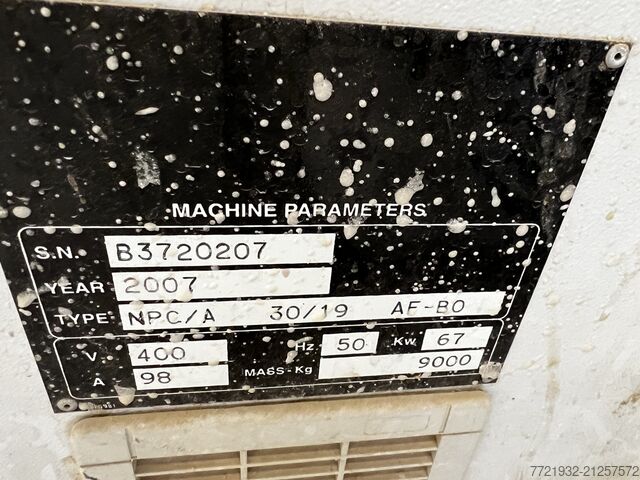 MACHINE PARAMETERS
S.N. B3720207
YEAR 2007
TYPE NPC/A 30/19 AF-BO
V 400 Hz 50 Kw 67
A 98 MASS-Kg 9000
7721932-21257572